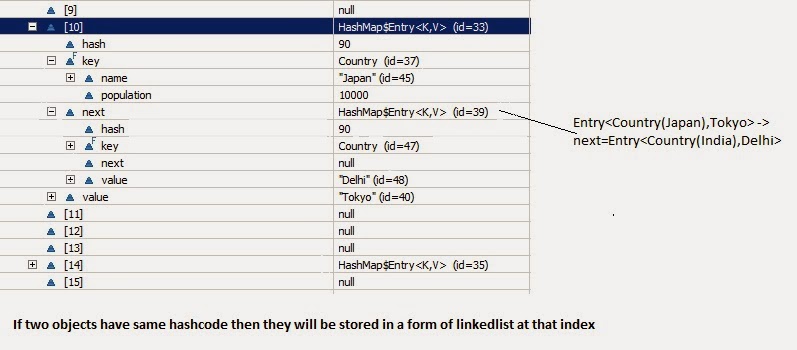 [9] null
[10] HashMap$Entry<K,V> (id=33)
hash 90
F
key Country (id=37)
name "Japan" (id=45)
population 10000
next HashMap$Entry<K,V> (id=39)
hash 90
F
key Country (id=47)
next null
value "Delhi" (id=48)
value "Tokyo" (id=40)
[11] null
[12] null
[13] null
[14] HashMap$Entry<K,V> (id=35)
[15] null
Entry<Country(Japan),Tokyo> ->
next=Entry<Country(India),Delhi>
If two objects have same hashcode then they will be stored in a form of linkedlist at that index